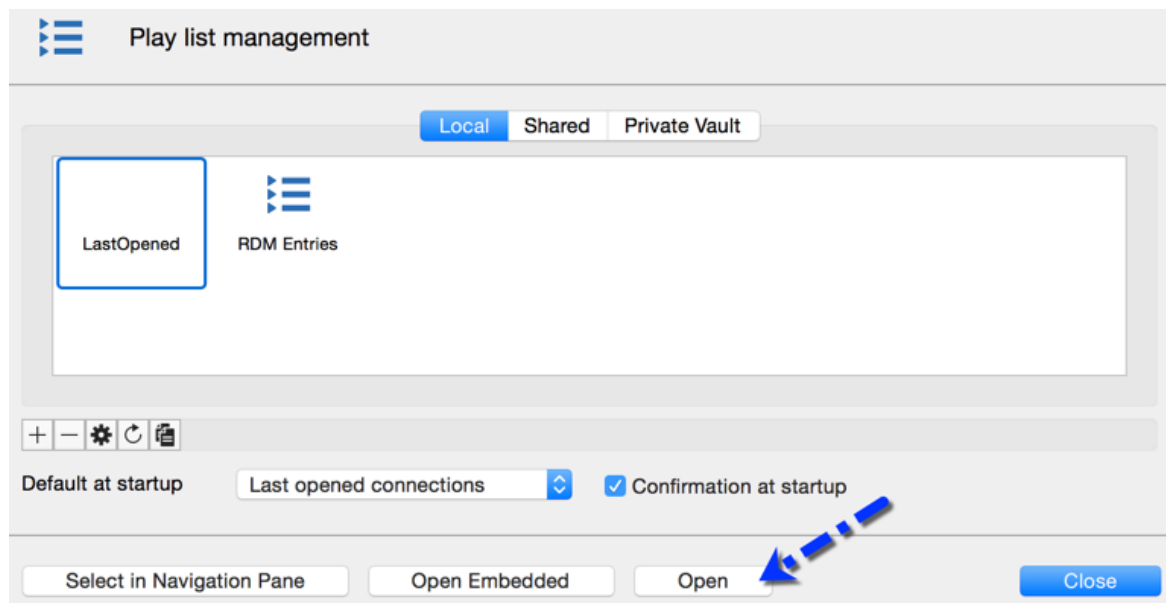 Play list management
Local Shared Private Vault
LastOpened RDM Entries
Default at startup Last opened connections Confirmation at startup
Select in Navigation Pane Open Embedded Open Close